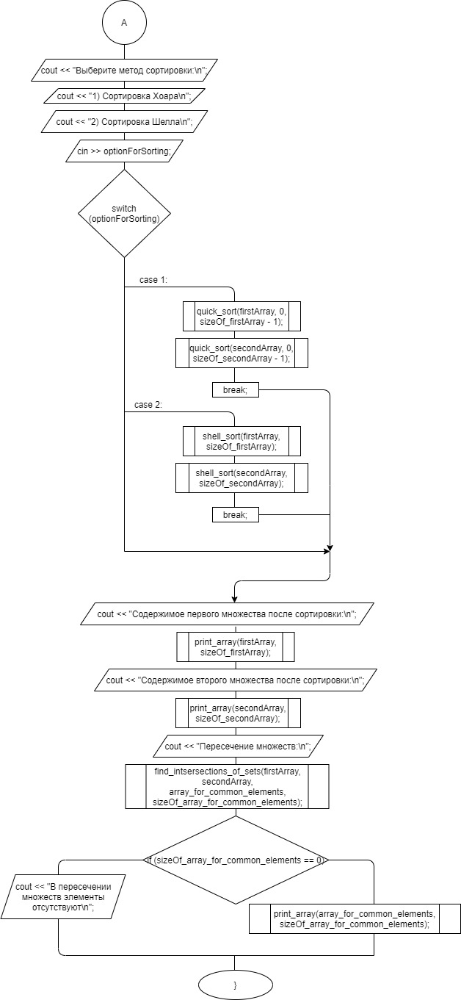 A
cout << "Выберите метод сортировки:\n";
cout << "1) Сортировка Хоара\n";
cout << "2) Сортировка Шелла\n";
cin >> optionForSorting;
switch
(optionForSorting)
case 1:
quick_sort(firstArray, 0,
sizeOf_firstArray - 1);
quick_sort(secondArray, 0,
sizeOf_secondArray - 1);
break;
case 2:
shell_sort(firstArray,
sizeOf_firstArray);
shell_sort(secondArray,
sizeOf_secondArray);
break;
cout << "Содержимое первого множества после сортировки:\n";
print_array(firstArray,
sizeOf_firstArray);
cout << "Содержимое второго множества после сортировки:\n";
print_array(secondArray,
sizeOf_secondArray);
cout << "Пересечение множеств:\n";
find_intsersections_of_sets(firstArray,
secondArray,
array_for_common_elements,
sizeOf_array_for_common_elements);
if (sizeOf_array_for_common_elements == 0)
cout << "В пересечении
множеств элементы
отсутствуют\n";
print_array(array_for_common_elements,
sizeOf_array_for_common_elements);
}